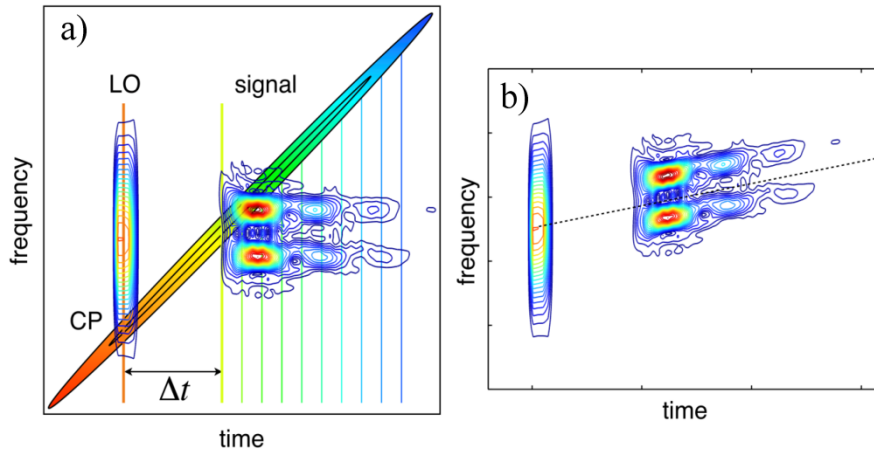 a)
LO
signal
frequency
CP
Δt
time
b)
frequency
time